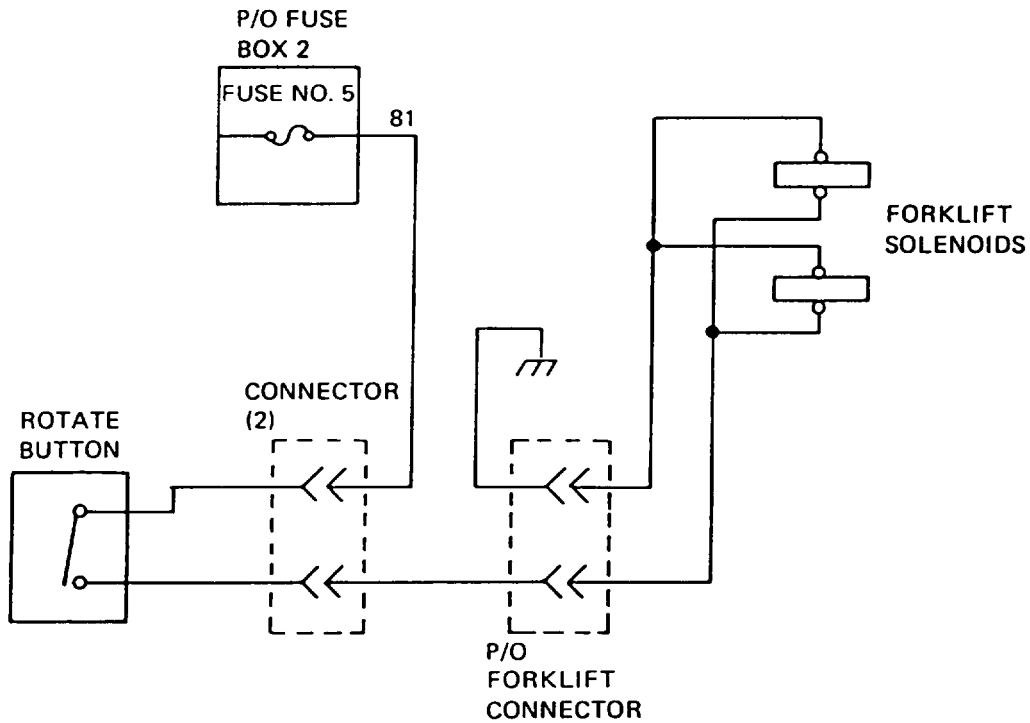 P/O FUSE
BOX 2
FUSE NO. 5
81
FORKLIFT
SOLENOIDS
CONNECTOR
(2)
ROTATE
BUTTON
P/O
FORKLIFT
CONNECTOR